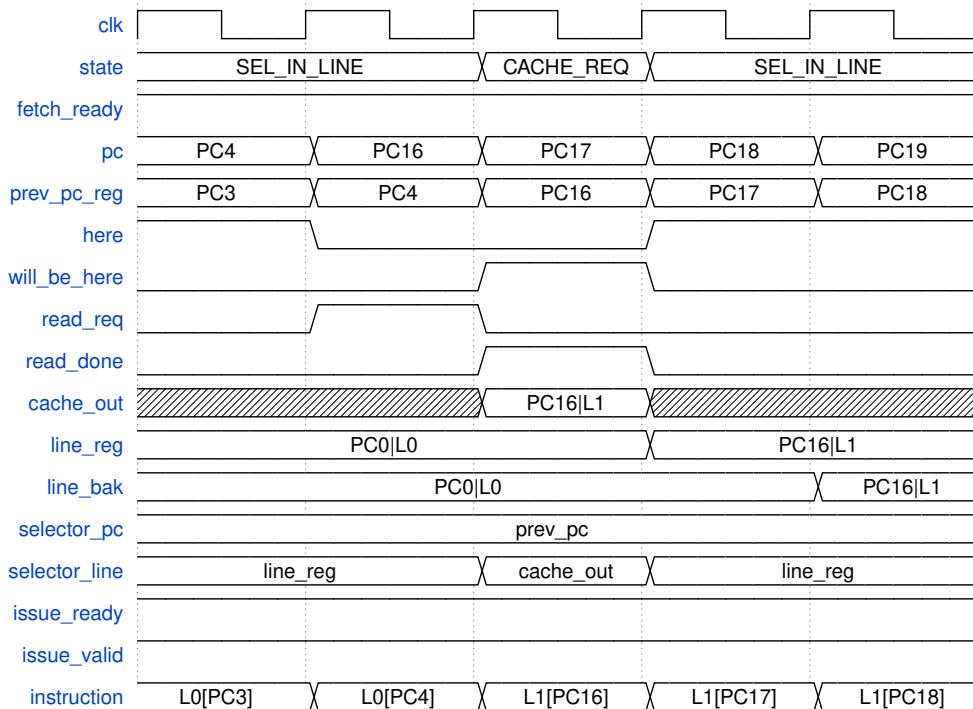 clk
state SEL_IN_LINE CACHE_REQ SEL_IN_LINE
fetch_ready
pc PC4 PC16 PC17 PC18 PC19
prev_pc_reg PC3 PC4 PC16 PC17 PC18
here
will_be_here
read_req
read_done
cache_out PC16|L1
line_reg PC0|L0 PC16|L1
line_bak PC0|L0 PC16|L1
selector_pc prev_pc
selector_line line_reg cache_out line_reg
issue_ready
issue_valid
instruction L0[PC3] L0[PC4] L1[PC16] L1[PC17] L1[PC18]